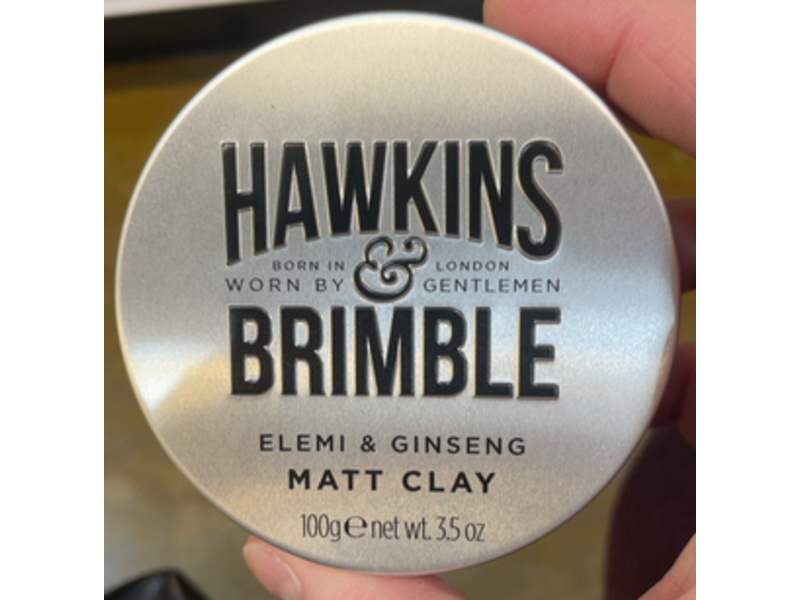 HAWKINS
&
BORN IN LONDON
WORN BY GENTLEMEN
BRIMBLE
ELEMI & GINSENG
MATT CLAY
100g ℮ net wt. 3.5 oz